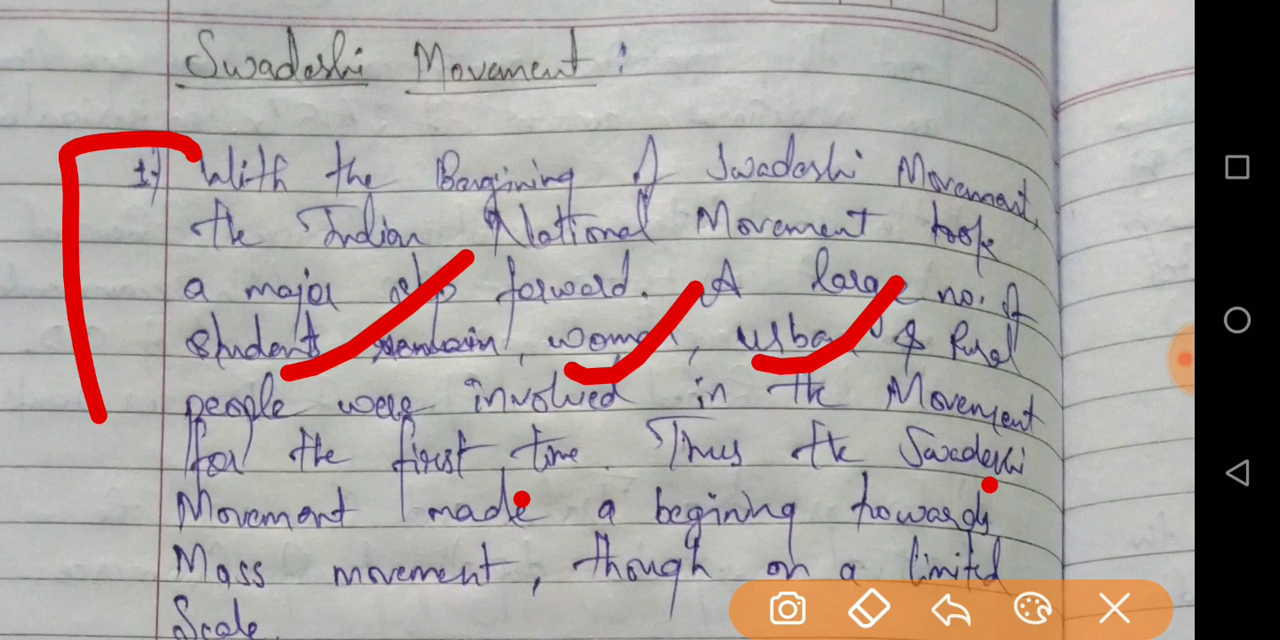 Swadeshi Movement :
1) With the Begining of Swadeshi Movement,
the Indian National Movement took
a major step forward. A large no. of
students, women, urban & Rural
people were involved in the Movement
for the first time. Thus the Swadeshi
Movement made a begining towards
Mass movement, though on a limited
Scale